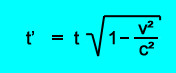 t' = t √1- v²/c²